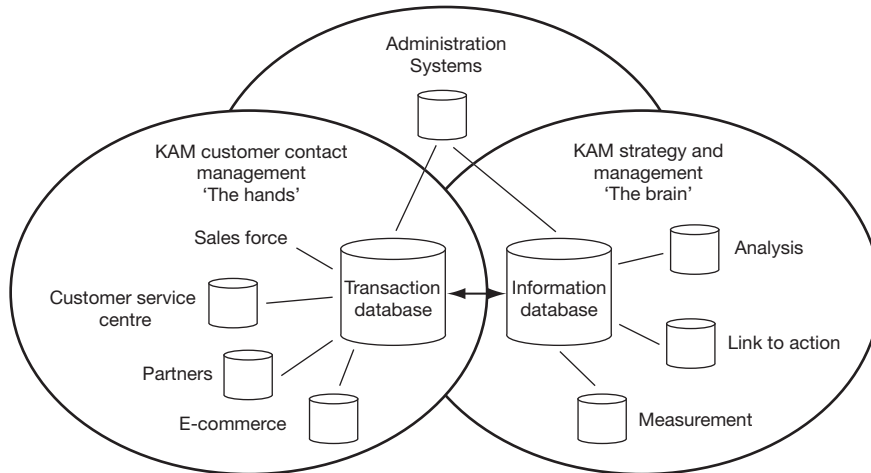 Administration
Systems
KAM customer contact
management
'The hands'
KAM strategy and
management
'The brain'
Sales force
Customer service
centre
Partners
E-commerce
Transaction
database
Information
database
Analysis
Link to action
Measurement